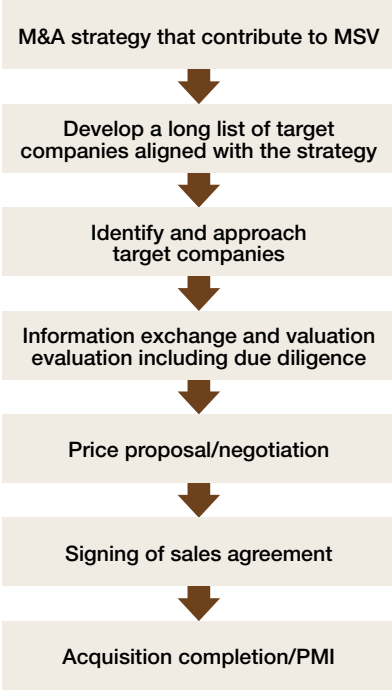 M&A strategy that contribute to MSV
Develop a long list of target
companies aligned with the strategy
Identify and approach
target companies
Information exchange and valuation
evaluation including due diligence
Price proposal/negotiation
Signing of sales agreement
Acquisition completion/PMI